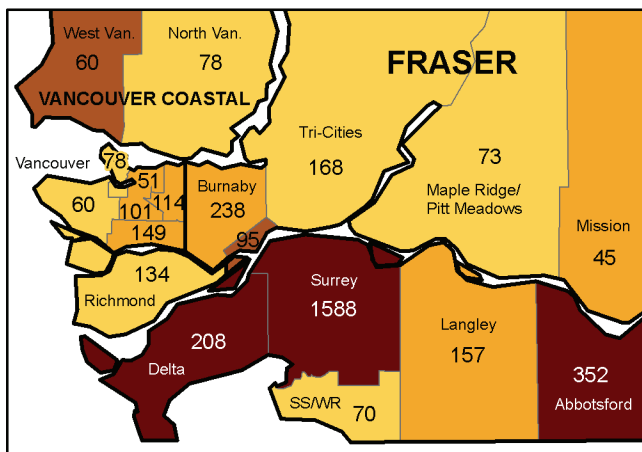 West Van.
60
North Van.
78
VANCOUVER COASTAL
FRASER
Tri-Cities
168
73
Maple Ridge/
Pitt Meadows
Mission
45
Vancouver
78
51
60
101
114
149
Burnaby
238
95
134
Richmond
Surrey
1588
208
Delta
Langley
157
352
Abbotsford
SS/WR
70